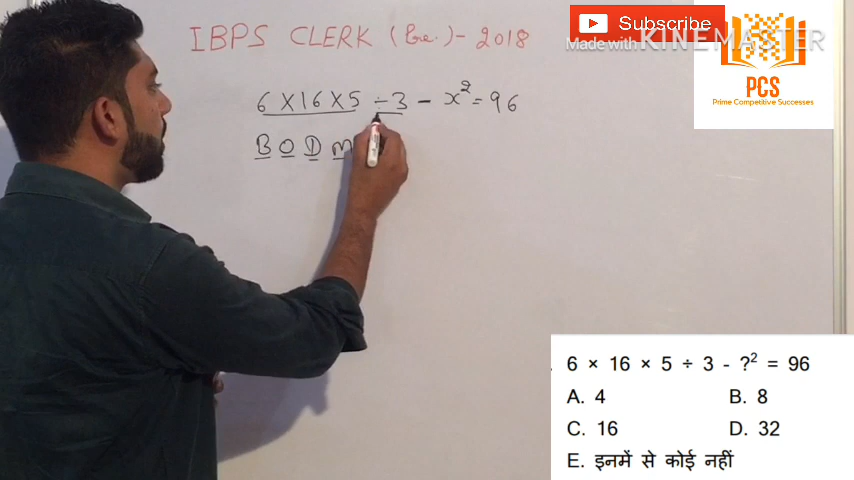 IBPS CLERK (Pre.) - 2018
Subscribe
Made with KINEMASTER
PCS
Prime Competitive Successes
6 X 16 X 5 ÷ 3 - x² = 96
B O D M
6 × 16 × 5 ÷ 3 - ?² = 96
A. 4 B. 8
C. 16 D. 32
E. इनमें से कोई नहीं